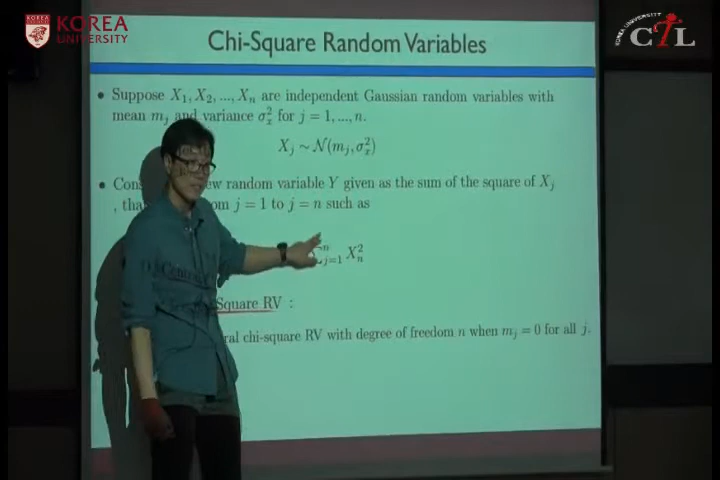 KOREA
UNIVERSITY
KOREA UNIVERSITY
CTL
Chi-Square Random Variables
• Suppose X₁, X₂, ..., Xₙ are independent Gaussian random variables with
mean mⱼ and variance σₓ² for j = 1, ..., n.
Xⱼ ∼ N(mⱼ, σₓ²)
• new random variable Y given as the sum of the square of Xⱼ
, from j = 1 to j = n such as
ⁿⱼ₌₁ Xₙ²
Square RV :
chi-square RV with degree of freedom n when mⱼ = 0 for all j.